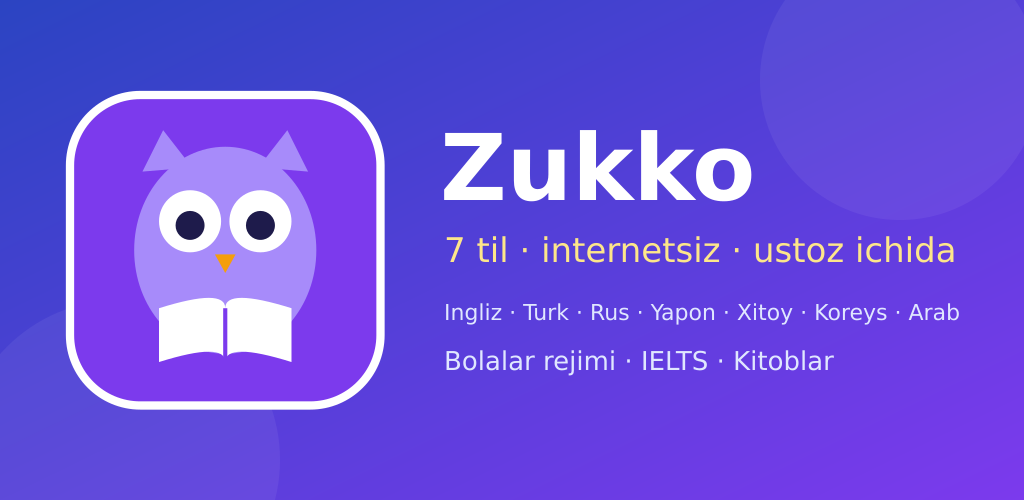 Zukko
7 til · internetsiz · ustoz ichida
Ingliz · Turk · Rus · Yapon · Xitoy · Koreys · Arab
Bolalar rejimi · IELTS · Kitoblar